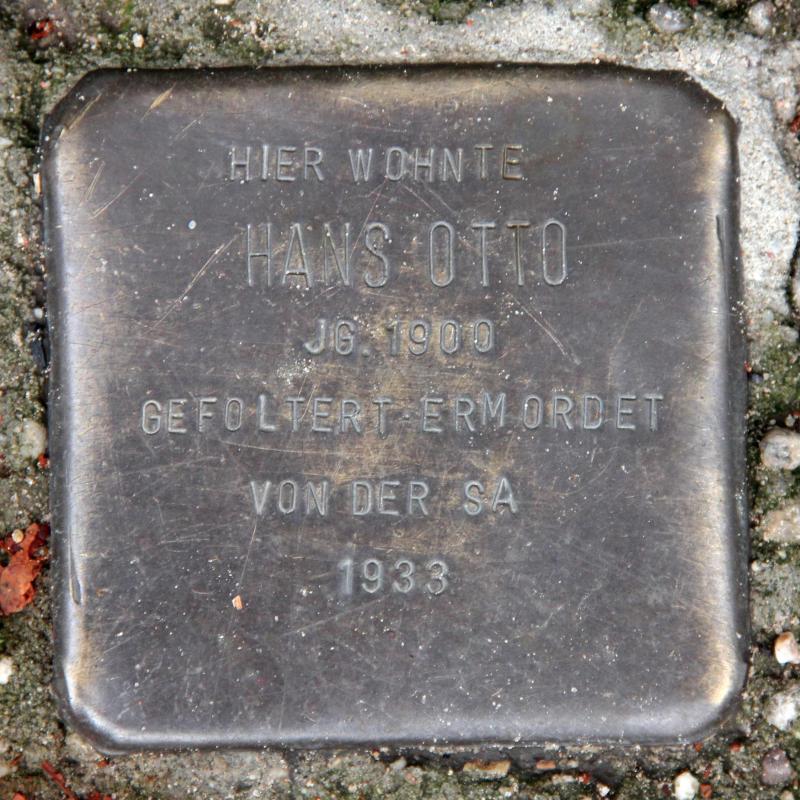 HIER WOHNTE
HANS OTTO
JG. 1900
GEFOLTERT-ERMORDET
VON DER SA
1933